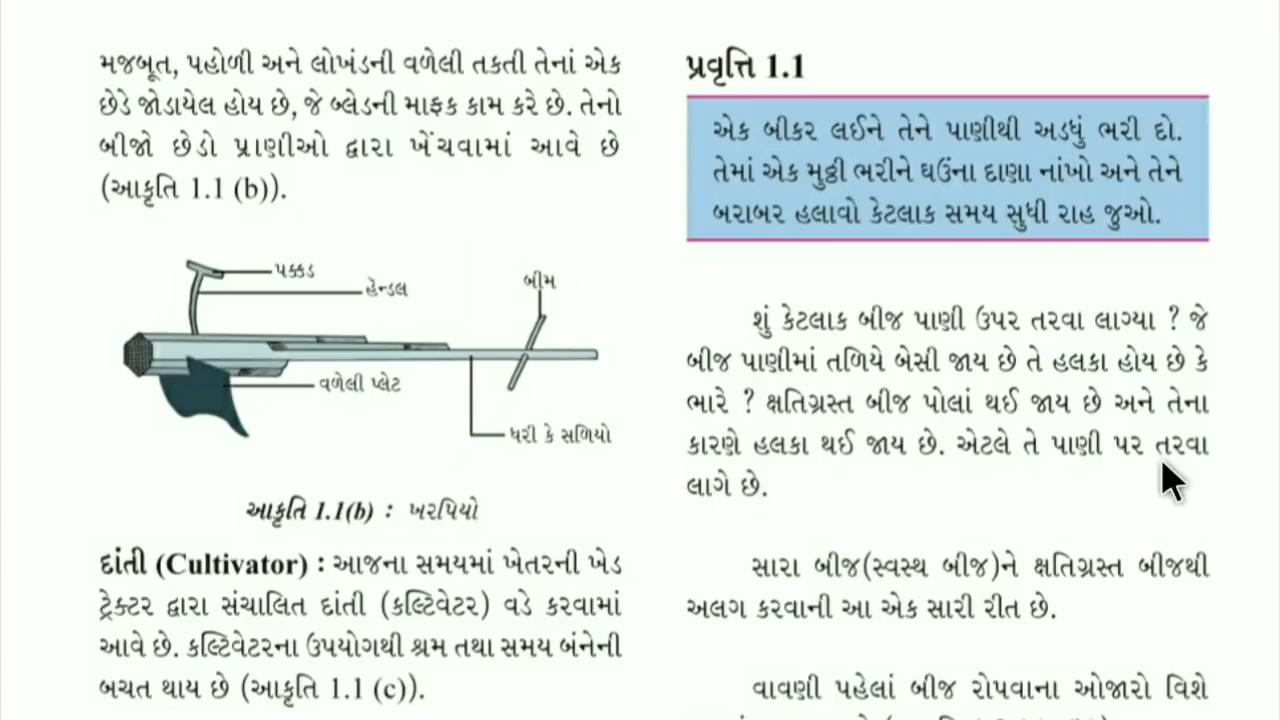 મજબૂત, પહોળી અને લોખંડની વળેલી તકતી તેનાં એક
છેડે જોડાયેલ હોય છે, જે બ્લેડની માફક કામ કરે છે. તેનો
બીજો છેડો પ્રાણીઓ દ્વારા ખેંચવામાં આવે છે
(આકૃતિ 1.1 (b)).
પક્કડ
હૅન્ડલ
બીમ
વળેલી પ્લેટ
ધરી કે સળિયો
આકૃતિ 1.1(b) : ખરપિયો
દાંતી (Cultivator) : આજના સમયમાં ખેતરની ખેડ
ટ્રેક્ટર દ્વારા સંચાલિત દાંતી (કલ્ટિવેટર) વડે કરવામાં
આવે છે. કલ્ટિવેટરના ઉપયોગથી શ્રમ તથા સમય બંનેની
બચત થાય છે (આકૃતિ 1.1 (c)).
પ્રવૃત્તિ 1.1
એક બીકર લઈને તેને પાણીથી અડધું ભરી દો.
તેમાં એક મુઠ્ઠી ભરીને ઘઉંના દાણા નાંખો અને તેને
બરાબર હલાવો કેટલાક સમય સુધી રાહ જુઓ.
શું કેટલાક બીજ પાણી ઉપર તરવા લાગ્યા ? જે
બીજ પાણીમાં તળિયે બેસી જાય છે તે હલકા હોય છે કે
ભારે ? ક્ષતિગ્રસ્ત બીજ પોલાં થઈ જાય છે અને તેના
કારણે હલકા થઈ જાય છે. એટલે તે પાણી પર તરવા
લાગે છે.
સારા બીજ(સ્વસ્થ બીજ)ને ક્ષતિગ્રસ્ત બીજથી
અલગ કરવાની આ એક સારી રીત છે.
વાવણી પહેલાં બીજ રોપવાના ઓજારો વિશે